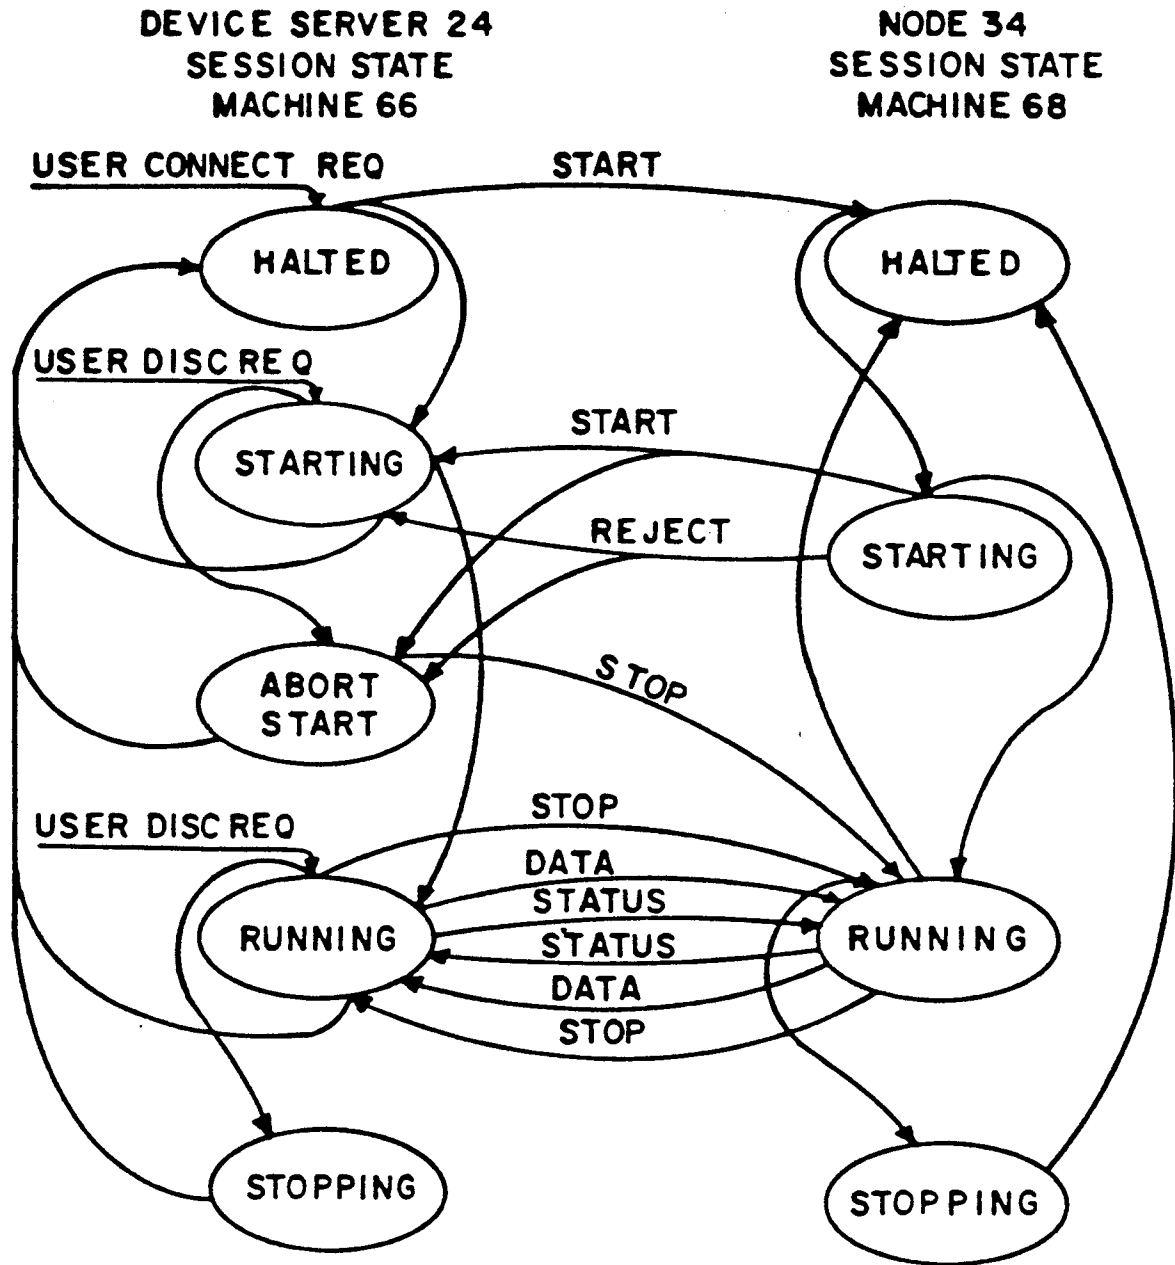 DEVICE SERVER 24
SESSION STATE
MACHINE 66
NODE 34
SESSION STATE
MACHINE 68
USER CONNECT REQ
START
HALTED
HALTED
USER DISC REQ
START
STARTING
REJECT
STARTING
ABORT
START
STOP
USER DISC REQ
STOP
DATA
STATUS
RUNNING
RUNNING
STATUS
DATA
STOP
STOPPING
STOPPING